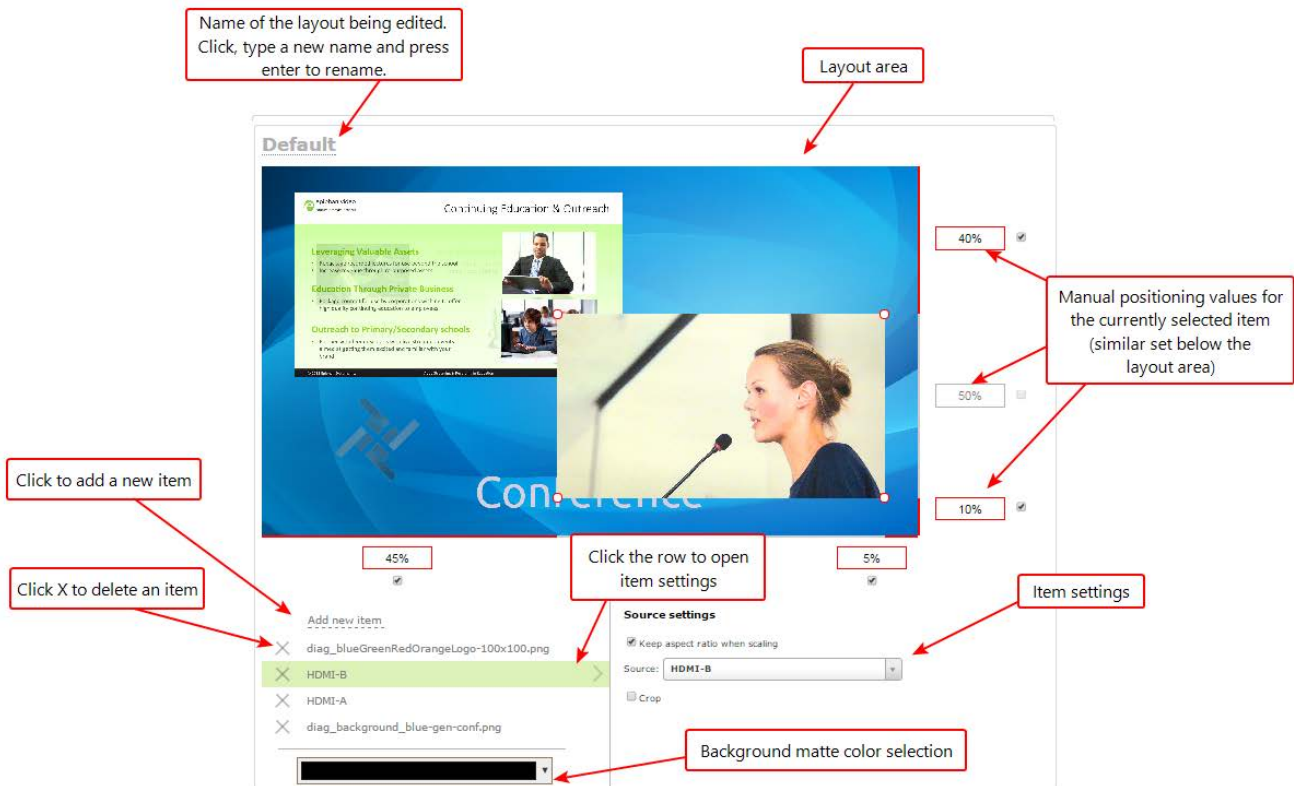 Name of the layout being edited.
Click, type a new name and press
enter to rename.
Layout area
Default
epiphan video
Continuing Education & Outreach
Leveraging Valuable Assets
Education Through Private Business
Outreach to Primary/Secondary schools
brand
Conference
40%
Manual positioning values for
the currently selected item
(similar set below the
layout area)
50%
10%
Click to add a new item
45%
Click the row to open
item settings
5%
Click X to delete an item
Item settings
Add new item
Source settings
diag_blueGreenRedOrangeLogo-100x100.png
Keep aspect ratio when scaling
HDMI-B
Source: HDMI-B
HDMI-A
Crop
diag_background_blue-gen-conf.png
Background matte color selection